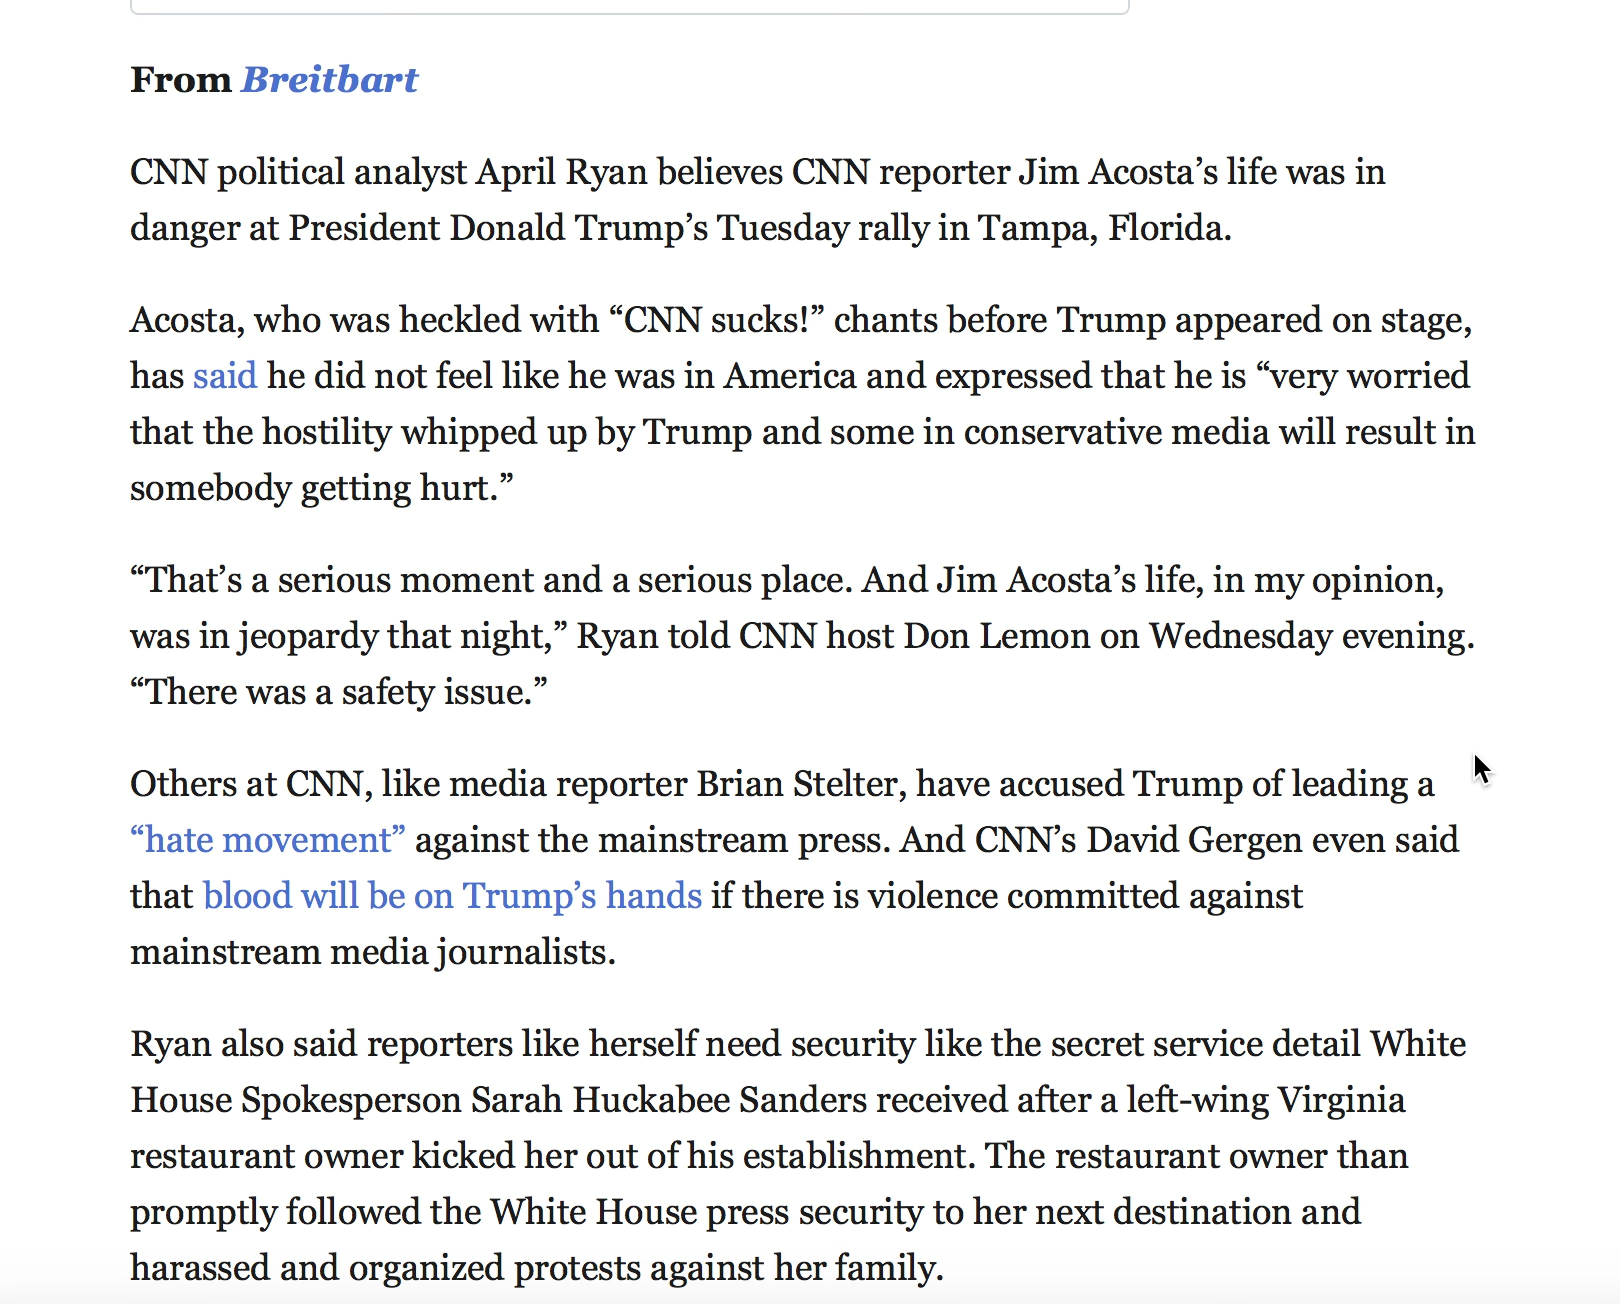 From Breitbart
CNN political analyst April Ryan believes CNN reporter Jim Acosta’s life was in
danger at President Donald Trump’s Tuesday rally in Tampa, Florida.
Acosta, who was heckled with “CNN sucks!” chants before Trump appeared on stage,
has said he did not feel like he was in America and expressed that he is “very worried
that the hostility whipped up by Trump and some in conservative media will result in
somebody getting hurt.”
“That’s a serious moment and a serious place. And Jim Acosta’s life, in my opinion,
was in jeopardy that night,” Ryan told CNN host Don Lemon on Wednesday evening.
“There was a safety issue.”
Others at CNN, like media reporter Brian Stelter, have accused Trump of leading a
“hate movement” against the mainstream press. And CNN’s David Gergen even said
that blood will be on Trump’s hands if there is violence committed against
mainstream media journalists.
Ryan also said reporters like herself need security like the secret service detail White
House Spokesperson Sarah Huckabee Sanders received after a left-wing Virginia
restaurant owner kicked her out of his establishment. The restaurant owner than
promptly followed the White House press security to her next destination and
harassed and organized protests against her family.